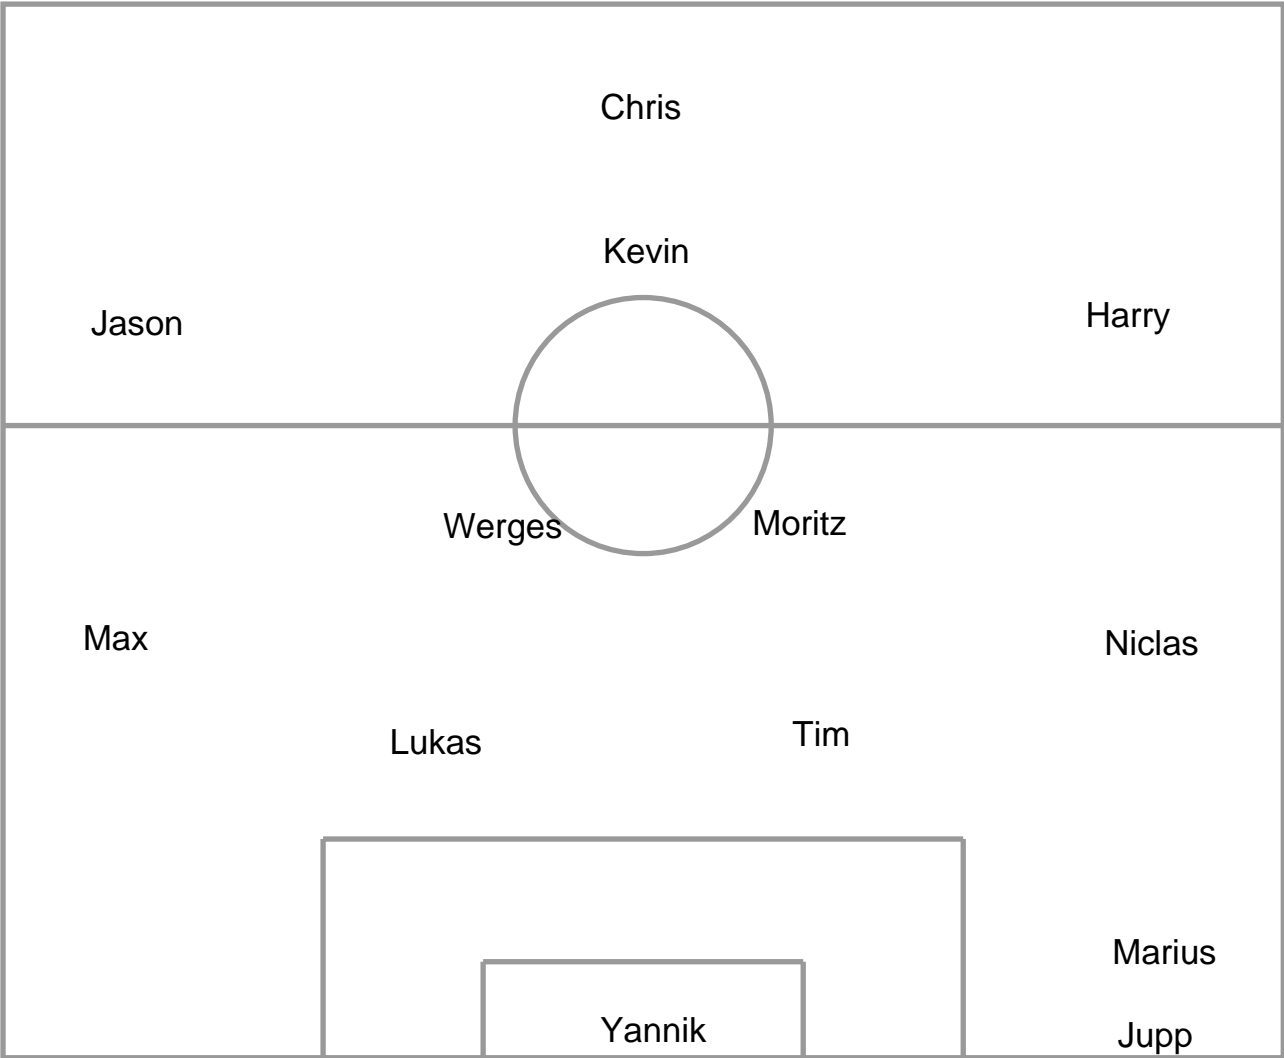 Chris
Kevin
Jason
Harry
Werges
Moritz
Max
Niclas
Lukas
Tim
Marius
Yannik
Jupp